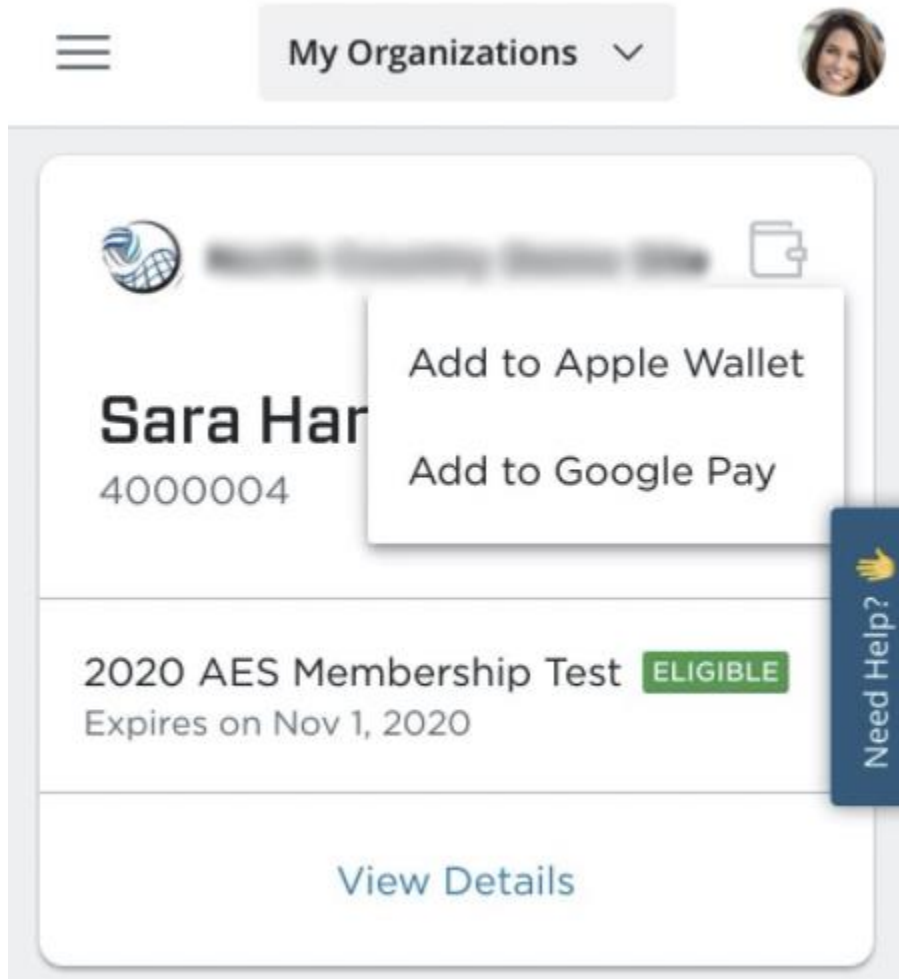 My Organizations
Add to Apple Wallet
Sara Har
Add to Google Pay
4000004
Need Help? 👋
2020 AES Membership Test ELIGIBLE
Expires on Nov 1, 2020
View Details